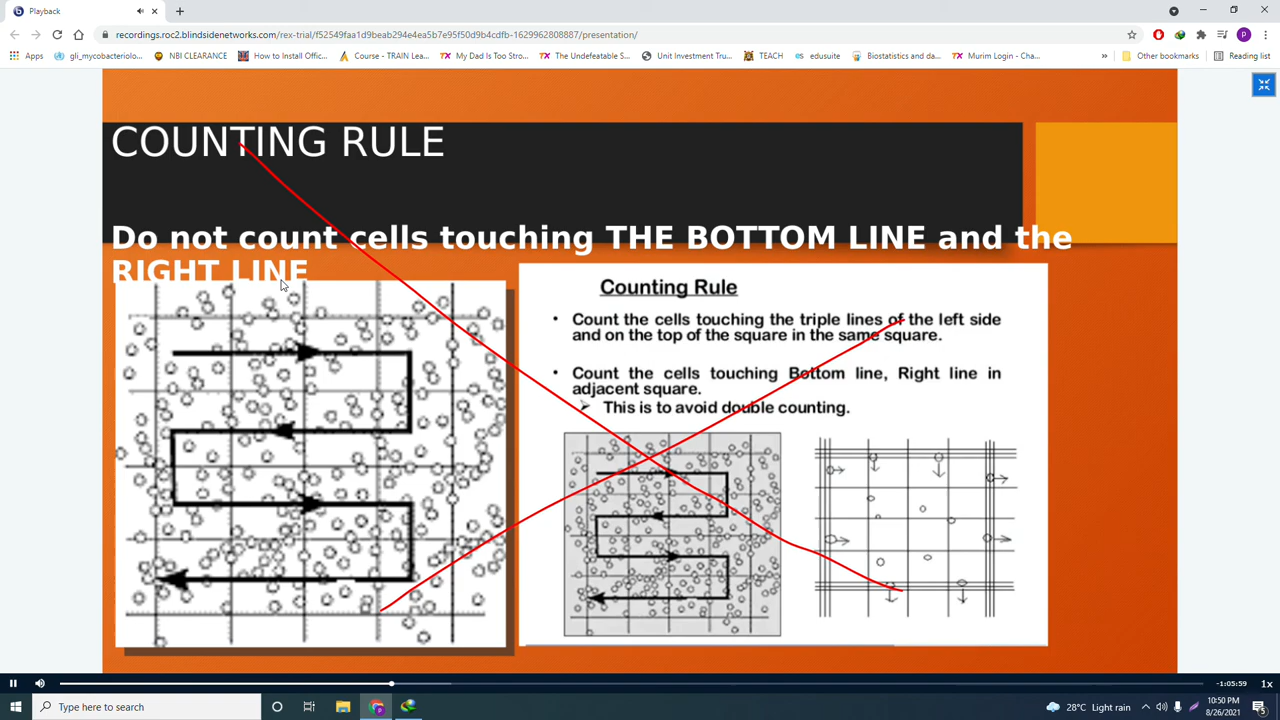 Playback
recordings.roc2.blindsidenetworks.com/rex-trial/f52549faa1d9beab294e4ea5b7e95f50d9b4cdfb-1629962808887/presentation/
P
Apps
gli_mycobacteriolo...
NBI CLEARANCE
How to Install Offic...
Course - TRAIN Lea...
My Dad Is Too Stro...
The Undefeatable S...
Unit Investment Tru...
TEACH
es edusuite
Biostatistics and da...
Murim Login - Cha...
»
Other bookmarks
Reading list
COUNTING RULE
Do not count cells touching THE BOTTOM LINE and the
RIGHT LINE
Counting Rule
• Count the cells touching the triple lines of the left side
and on the top of the square in the same square.
• Count the cells touching Bottom line, Right line in
adjacent square.
➢ This is to avoid double counting.
-1:05:59
1x
Type here to search
28°C Light rain
10:50 PM
8/26/2021
5